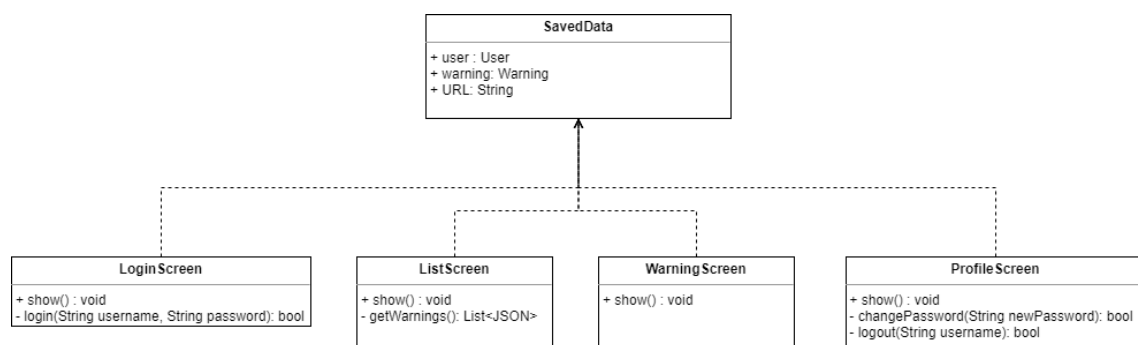 SavedData
+ user : User
+ warning: Warning
+ URL: String
LoginScreen
+ show() : void
- login(String username, String password): bool
ListScreen
+ show() : void
- getWarnings(): List<JSON>
WarningScreen
+ show() : void
ProfileScreen
+ show() : void
- changePassword(String newPassword): bool
- logout(String username): bool